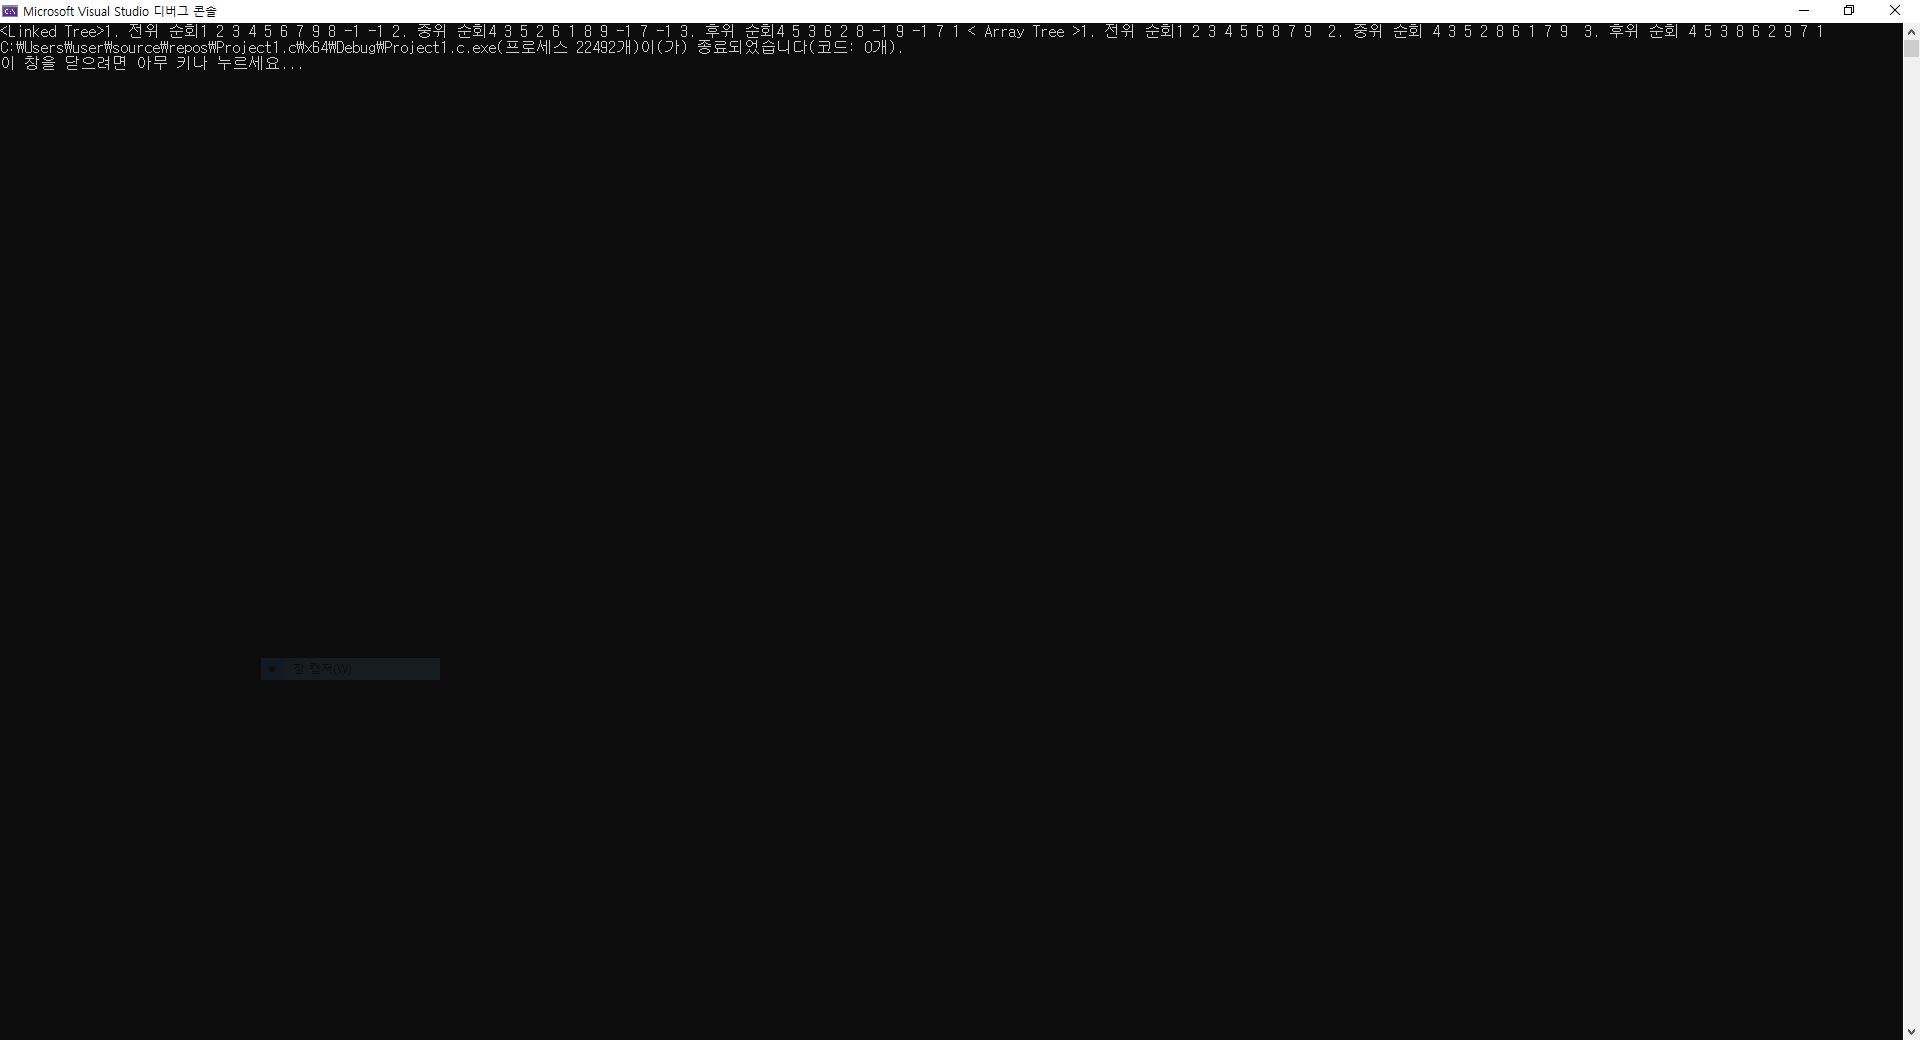 Microsoft Visual Studio 디버그 콘솔
<Linked Tree>1. 전위 순회1 2 3 4 5 6 7 9 8 -1 -1 2. 중위 순회4 3 5 2 6 1 8 9 -1 7 -1 3. 후위 순회4 5 3 6 2 8 -1 9 -1 7 1 < Array Tree >1. 전위 순회1 2 3 4 5 6 8 7 9  2. 중위 순회 4 3 5 2 8 6 1 7 9  3. 후위 순회 4 5 3 8 6 2 9 7 1
C:₩Users₩user₩source₩repos₩Project1.c₩x64₩Debug₩Project1.c.exe(프로세스 22492개)이(가) 종료되었습니다(코드: 0개).
이 창을 닫으려면 아무 키나 누르세요...
창 캡처(W)